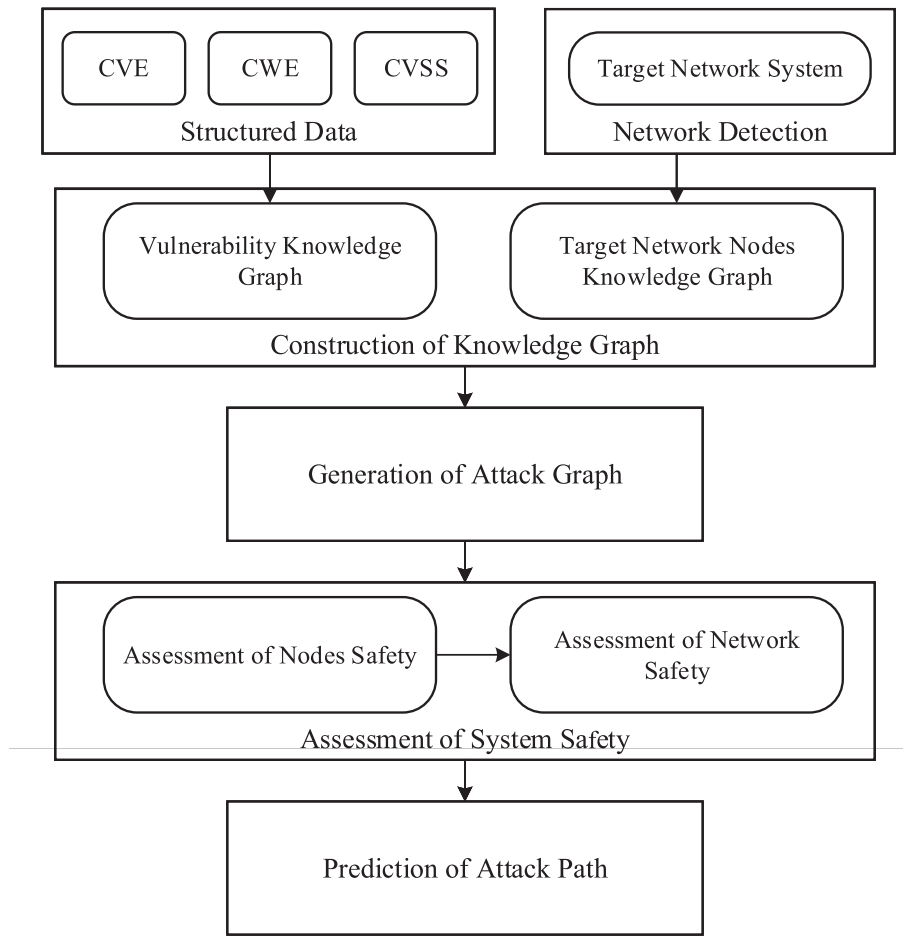 CVE
CWE
CVSS
Structured Data
Target Network System
Network Detection
Vulnerability Knowledge
Graph
Target Network Nodes
Knowledge Graph
Construction of Knowledge Graph
Generation of Attack Graph
Assessment of Nodes Safety
Assessment of Network
Safety
Assessment of System Safety
Prediction of Attack Path